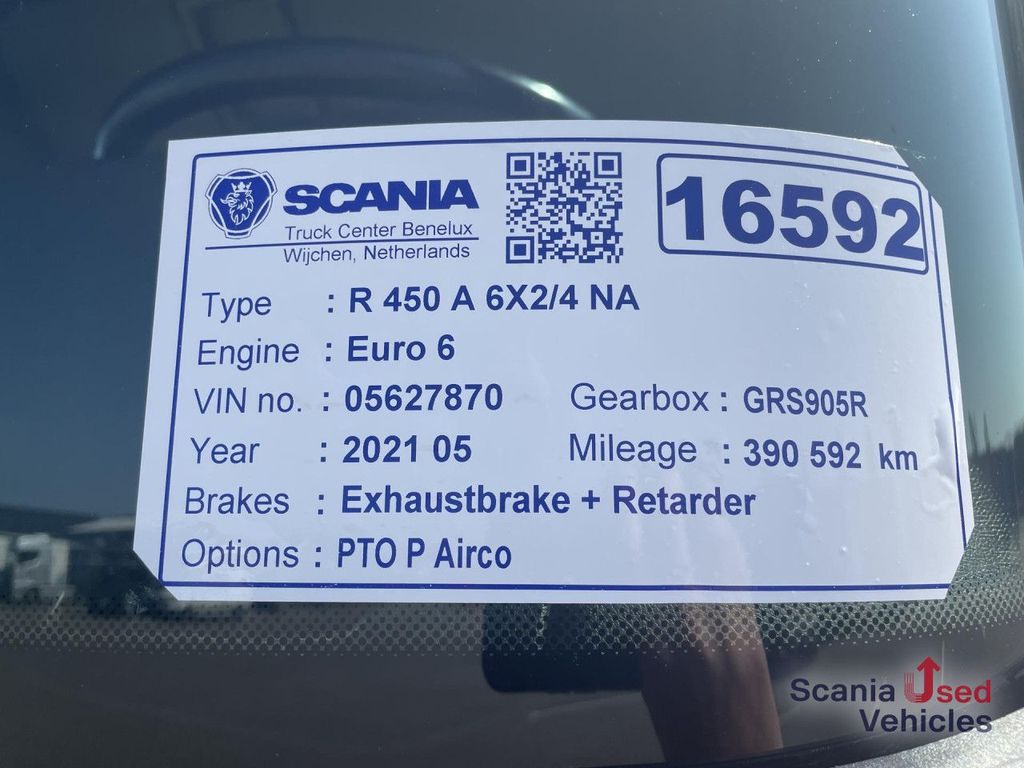 SCANIA
Truck Center Benelux
Wijchen, Netherlands
16592
Type : R 450 A 6X2/4 NA
Engine : Euro 6
VIN no. : 05627870 Gearbox : GRS905R
Year : 2021 05 Mileage : 390 592 km
Brakes : Exhaustbrake + Retarder
Options : PTO P Airco
Scania Used
Vehicles